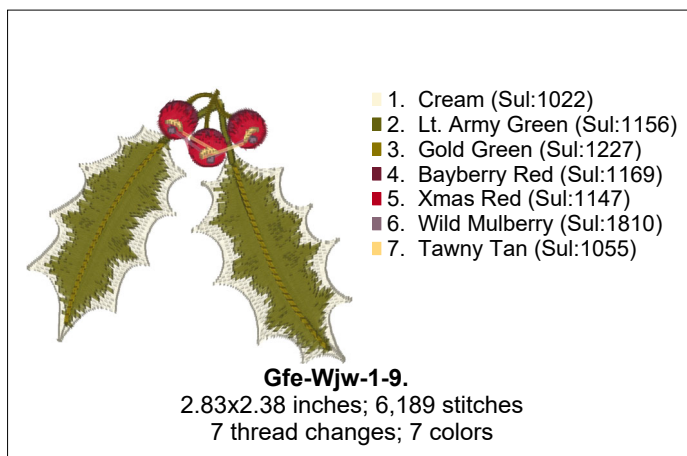 1. Cream (Sul:1022)
2. Lt. Army Green (Sul:1156)
3. Gold Green (Sul:1227)
4. Bayberry Red (Sul:1169)
5. Xmas Red (Sul:1147)
6. Wild Mulberry (Sul:1810)
7. Tawny Tan (Sul:1055)
Gfe-Wjw-1-9.
2.83x2.38 inches; 6,189 stitches
7 thread changes; 7 colors